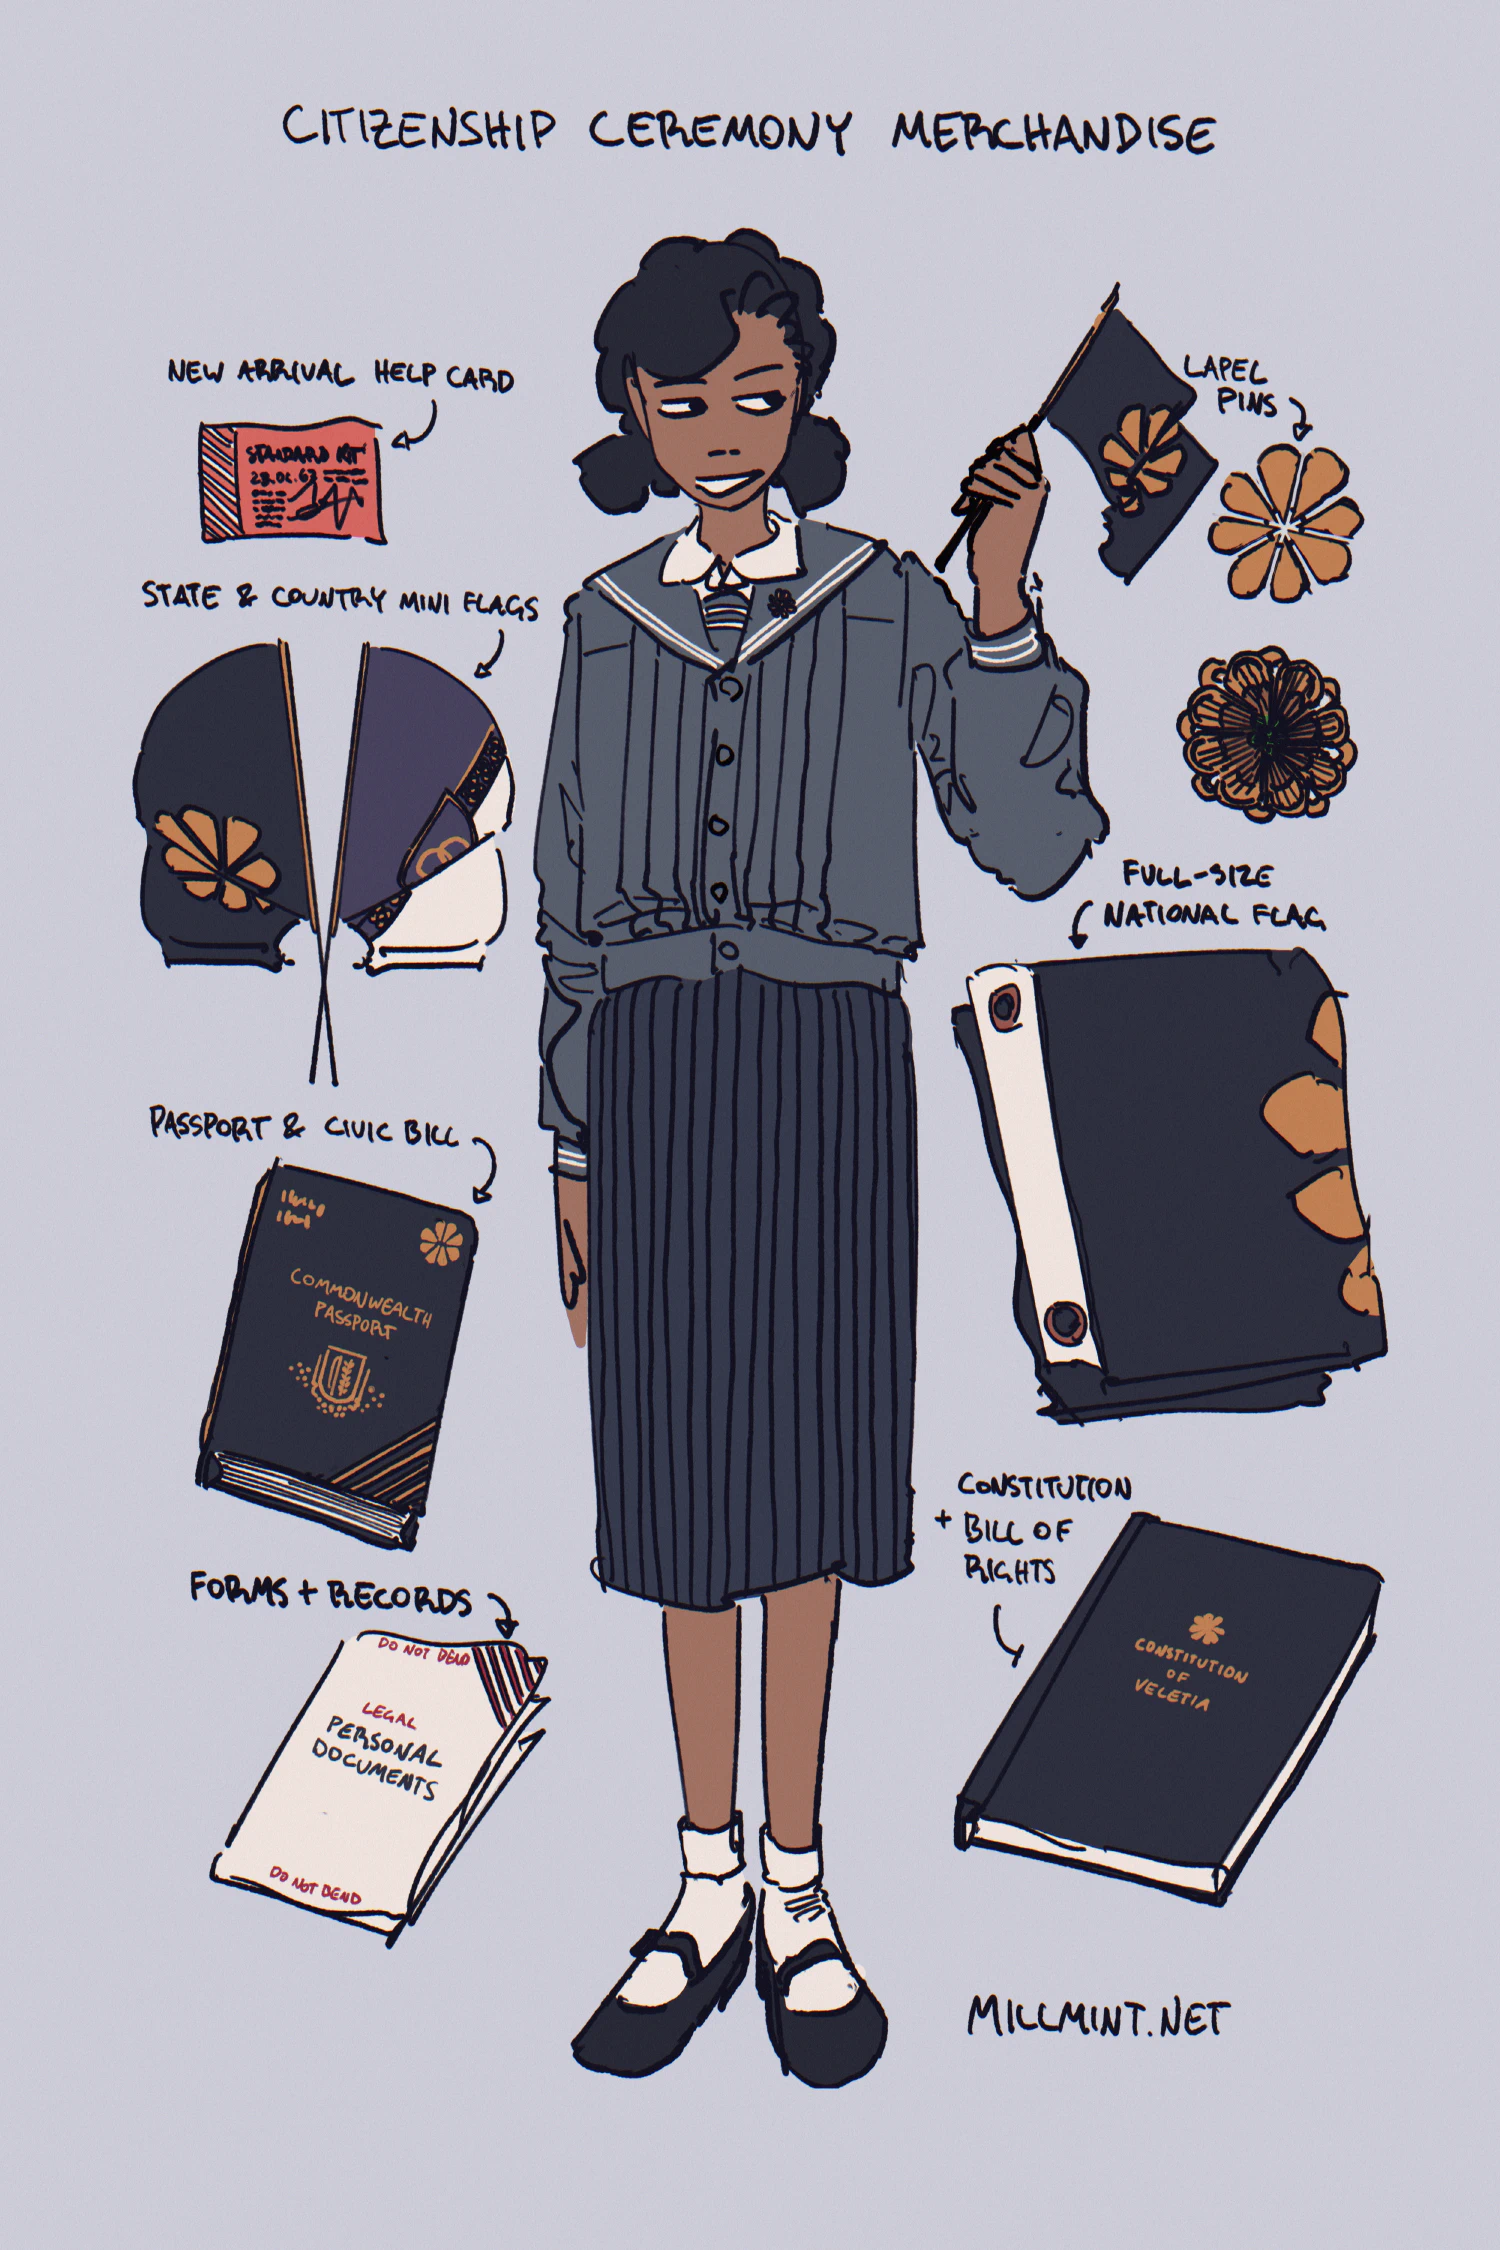 CITIZENSHIP CEREMONY MERCHANDISE
NEW ARRIVAL HELP CARD
STANDARD KIT
STATE & COUNTRY MINI FLAGS
PASSPORT & CIVIC BILL
COMMONWEALTH
PASSPORT
FORMS + RECORDS
DO NOT BEND
LEGAL
PERSONAL
DOCUMENTS
DO NOT BEND
LAPEL
PINS
FULL-SIZE
NATIONAL FLAG
CONSTITUTION
+ BILL OF
RIGHTS
CONSTITUTION
OF
VELETIA
MILLMINT.NET